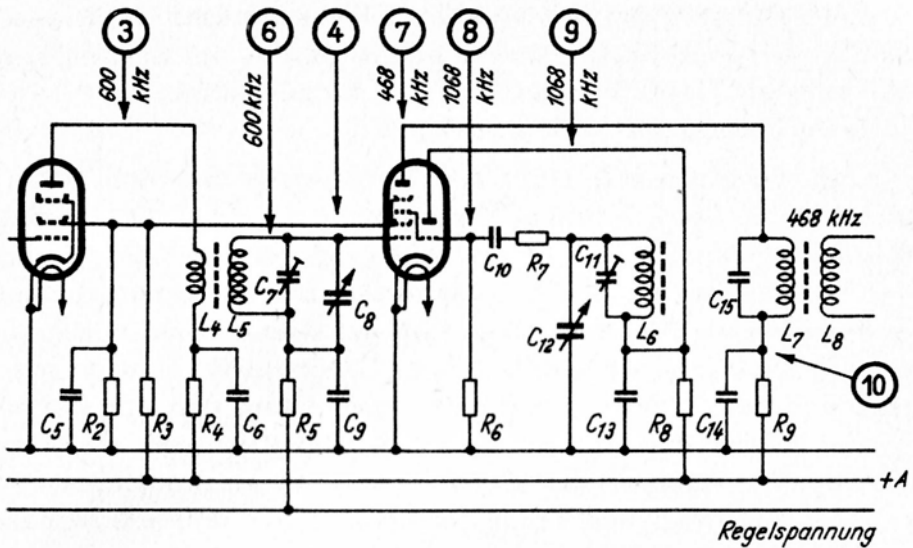 3 6 4 7 8 9
600 kHz
600 kHz
468 kHz
1068 kHz
1068 kHz
468 kHz
L4 L5 C7 C8 C10 R7 C11 C12 L6 C15 L7 L8
10
C5 R2 R3 R4 C6 R5 C9 R6 C13 R8 C14 R9
+A
Regelspannung